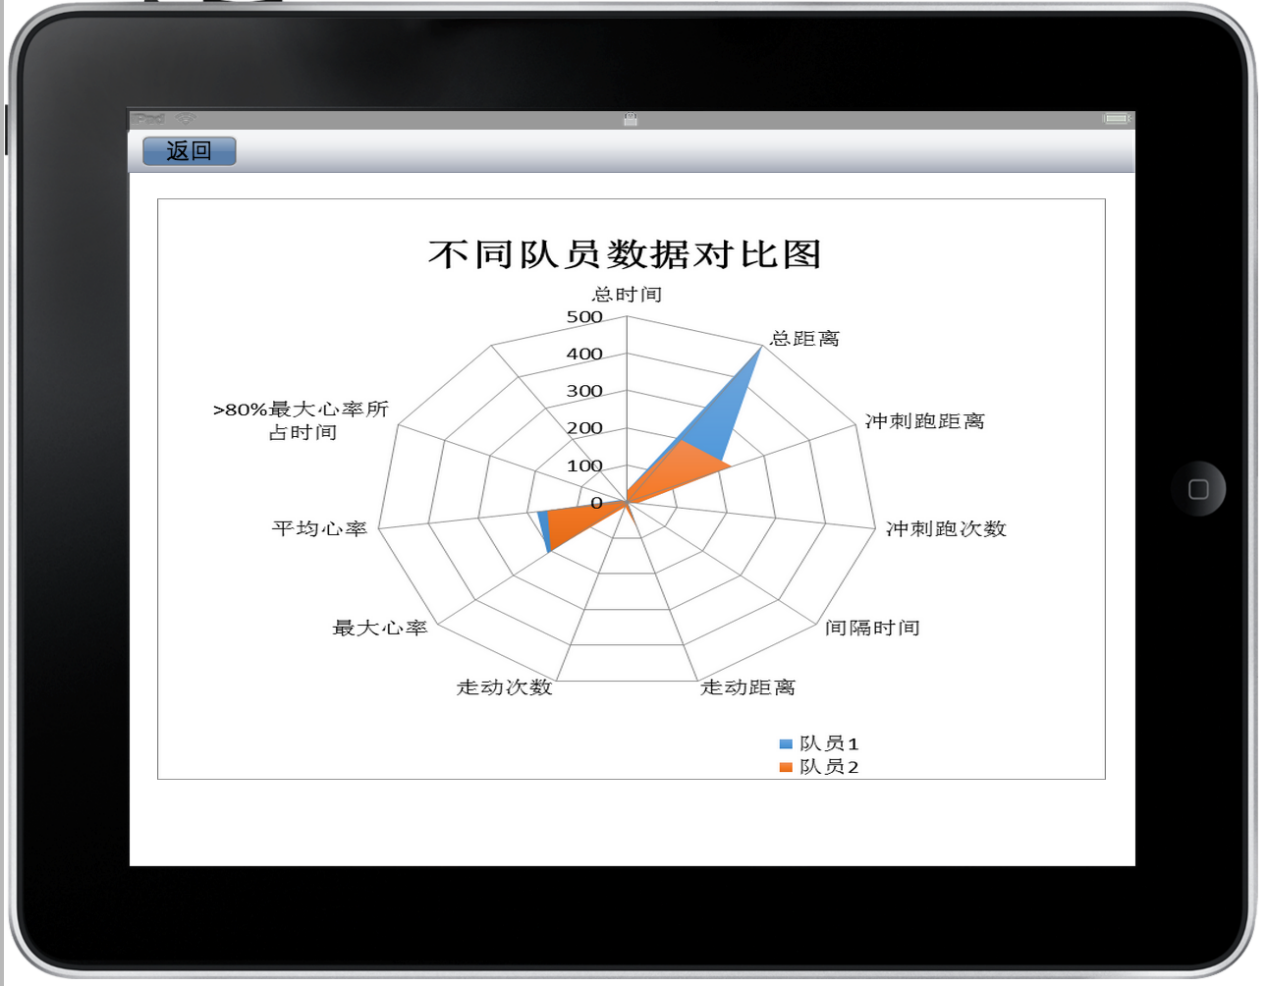 iPad
返回
不同队员数据对比图
总时间
500
400
300
200
100
0
总距离
冲刺跑距离
冲刺跑次数
间隔时间
走动距离
走动次数
最大心率
平均心率
>80%最大心率所
占时间
队员1
队员2